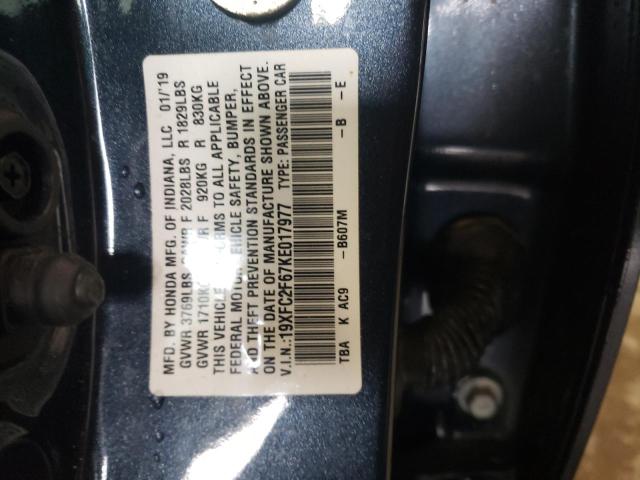 MFD. BY HONDA MFG. OF INDIANA, LLC 01/'19
GVWR 3769LBS F 2028LBS R 1829LBS
GVWR 1710KG F 920KG R 830KG
THIS VEHICLE TO ALL APPLICABLE
FEDERAL MOTOR VEHICLE SAFETY, BUMPER,
AND THEFT PREVENTION STANDARDS IN EFFECT
ON THE DATE OF MANUFACTURE SHOWN ABOVE.
V.I.N.:19XFC2F67KE017977 TYPE: PASSENGER CAR
TBA K AC9 -B607M -B -E